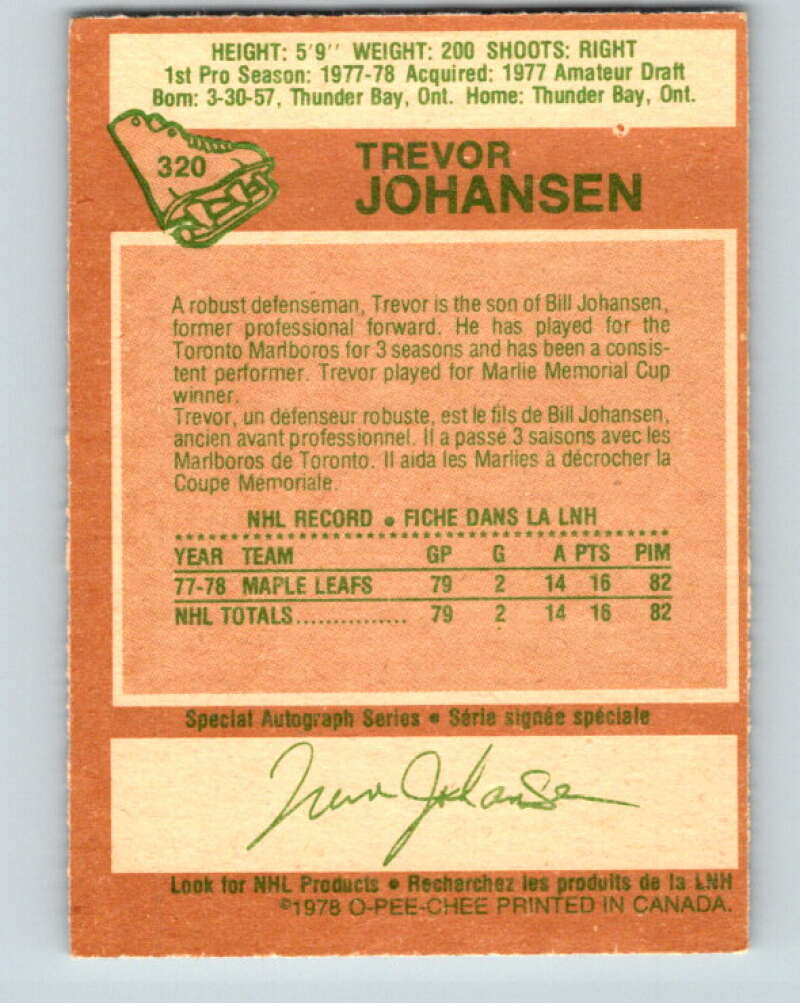 HEIGHT: 5'9'' WEIGHT: 200 SHOOTS: RIGHT
1st Pro Season: 1977-78 Acquired: 1977 Amateur Draft
Born: 3-30-57, Thunder Bay, Ont. Home: Thunder Bay, Ont.
320
TREVOR
JOHANSEN
A robust defenseman, Trevor is the son of Bill Johansen,
former professional forward. He has played for the
Toronto Marlboros for 3 seasons and has been a consis-
tent performer. Trevor played for Marlie Memorial Cup
winner.
Trevor, un défenseur robuste, est le fils de Bill Johansen,
ancien avant professionnel. Il a passé 3 saisons avec les
Marlboros de Toronto. Il aida les Marlies à décrocher la
Coupe Mémoriale.
NHL RECORD • FICHE DANS LA LNH
YEAR TEAM GP G A PTS PIM
77-78 MAPLE LEAFS 79 2 14 16 82
NHL TOTALS............... 79 2 14 16 82
Special Autograph Series • Série signée spéciale
Trevor Johansen
Look for NHL Products • Recherchez les produits de la LNH
©1978 O-PEE-CHEE PRINTED IN CANADA.